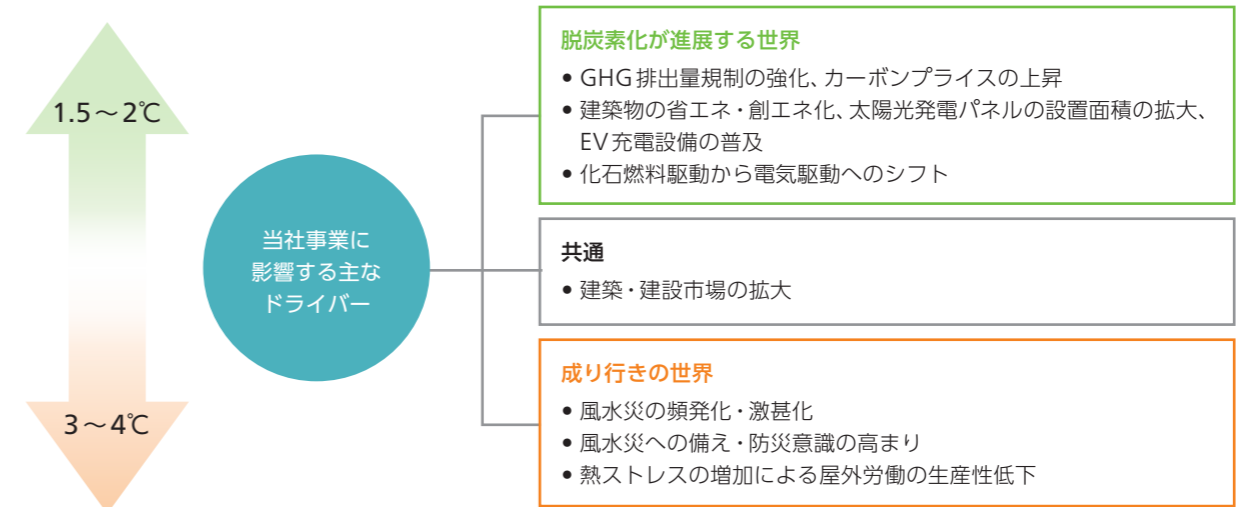 1.5～2℃
3～4℃
当社事業に
影響する主な
ドライバー
脱炭素化が進展する世界
• GHG排出量規制の強化、カーボンプライスの上昇
• 建築物の省エネ・創エネ化、太陽光発電パネルの設置面積の拡大、
EV充電設備の普及
• 化石燃料駆動から電気駆動へのシフト
共通
• 建築・建設市場の拡大
成り行きの世界
• 風水災の頻発化・激甚化
• 風水災への備え・防災意識の高まり
• 熱ストレスの増加による屋外労働の生産性低下